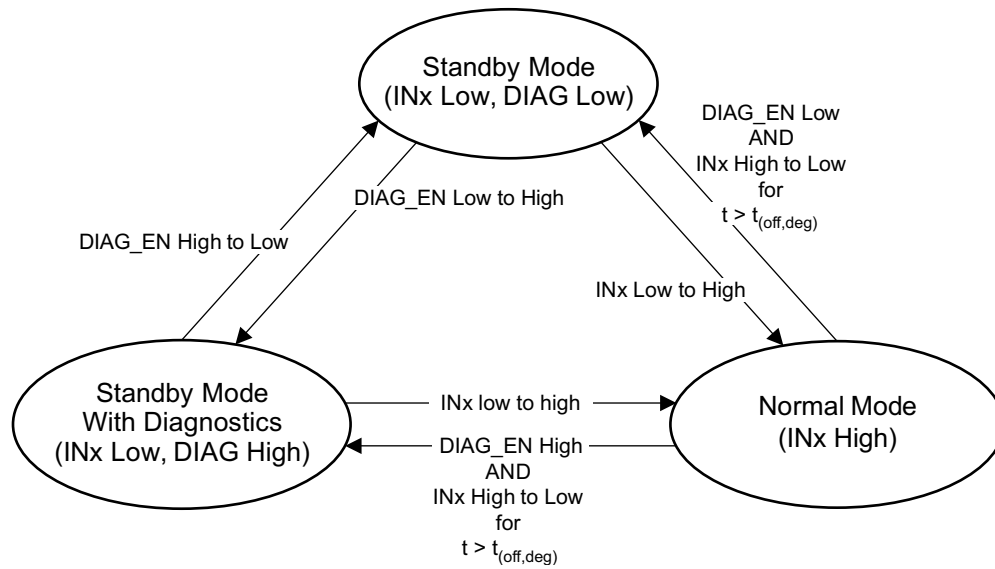 Standby Mode
(INx Low, DIAG Low)
DIAG_EN Low
AND
INx High to Low
for
t > t(off,deg)
DIAG_EN Low to High
DIAG_EN High to Low
INx Low to High
Standby Mode
With Diagnostics
(INx Low, DIAG High)
INx low to high
DIAG_EN High
AND
INx High to Low
for
t > t(off,deg)
Normal Mode
(INx High)